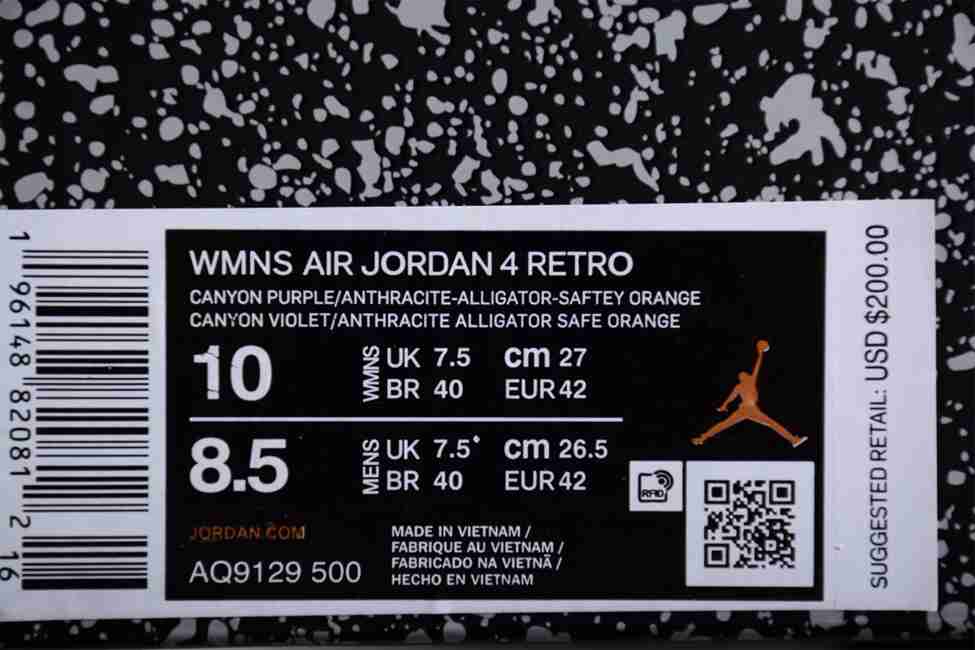 1 96148 82081 2 16
WMNS AIR JORDAN 4 RETRO
CANYON PURPLE/ANTHRACITE-ALLIGATOR-SAFTEY ORANGE
CANYON VIOLET/ANTHRACITE ALLIGATOR SAFE ORANGE
10
WMNS
UK 7.5 cm 27
BR 40 EUR 42
8.5
MENS
UK 7.5 cm 26.5
BR 40 EUR 42
RFID
JORDAN.COM
AQ9129 500
MADE IN VIETNAM /
FABRIQUE AU VIETNAM /
FABRICADO NA VIETNÃ /
HECHO EN VIETNAM
SUGGESTED RETAIL: USD $200.00